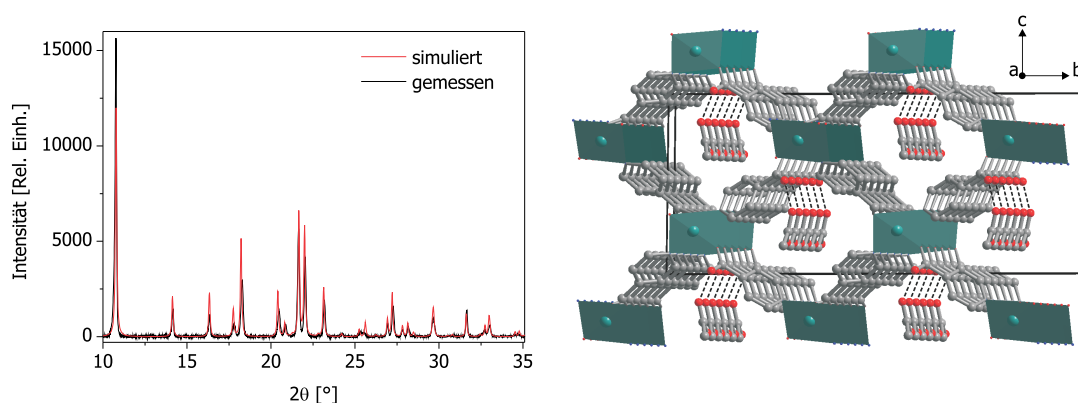 Intensität [Rel. Einh.]
15000
10000
5000
0
10
15
20
25
30
35
2θ [°]
simuliert
gemessen
c
a
b